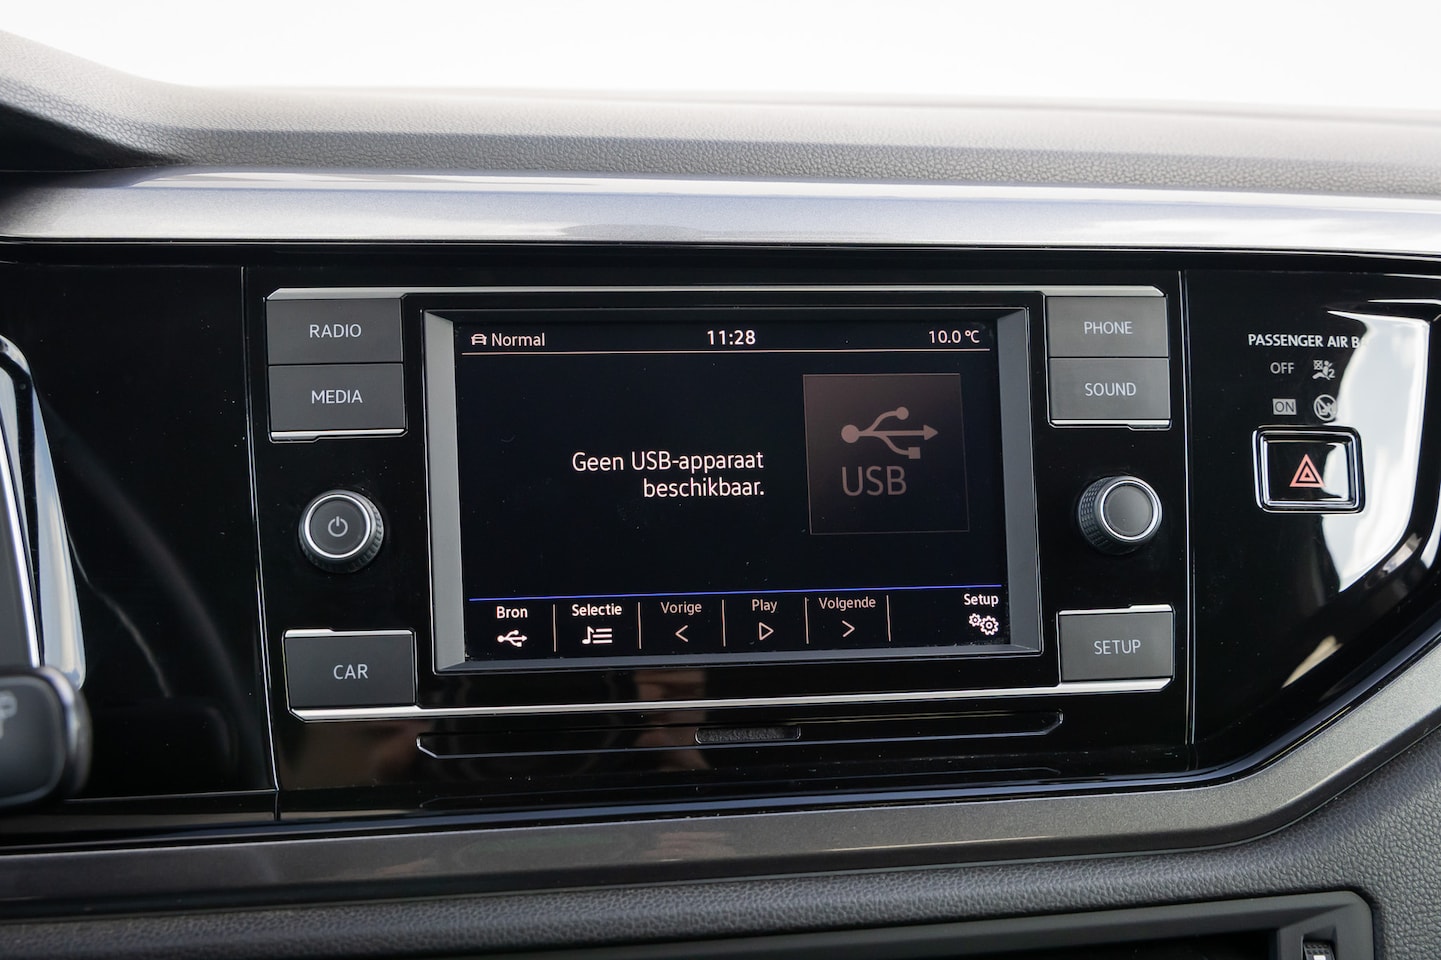 RADIO
MEDIA
CAR
Normal
11:28
10.0 °C
Geen USB-apparaat
beschikbaar.
USB
Bron
Selectie
Vorige
Play
Volgende
Setup
PHONE
SOUND
SETUP
PASSENGER AIR B
OFF
ON